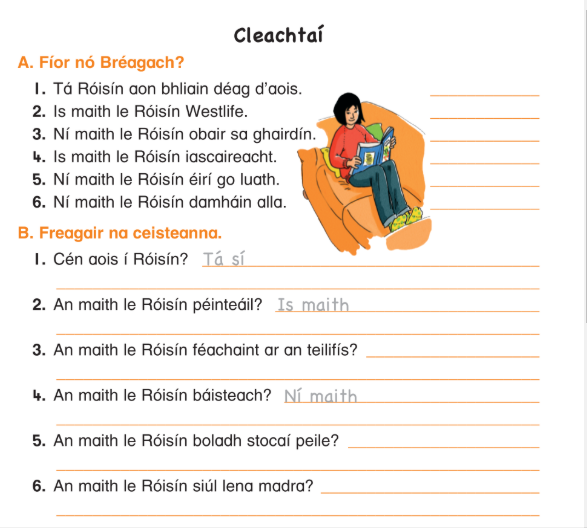 Cleachtaí
A. Fíor nó Bréagach?
1. Tá Róisín aon bhliain déag d'aois.
2. Is maith le Róisín Westlife.
3. Ní maith le Róisín obair sa ghairdín.
4. Is maith le Róisín iascaireacht.
5. Ní maith le Róisín éirí go luath.
6. Ní maith le Róisín damháin alla.
B. Freagair na ceisteanna.
1. Cén aois í Róisín? Tá sí
2. An maith le Róisín péinteáil? Is maith
3. An maith le Róisín féachaint ar an teilifís?
4. An maith le Róisín báisteach? Ní maith
5. An maith le Róisín boladh stocaí peile?
6. An maith le Róisín siúl lena madra?